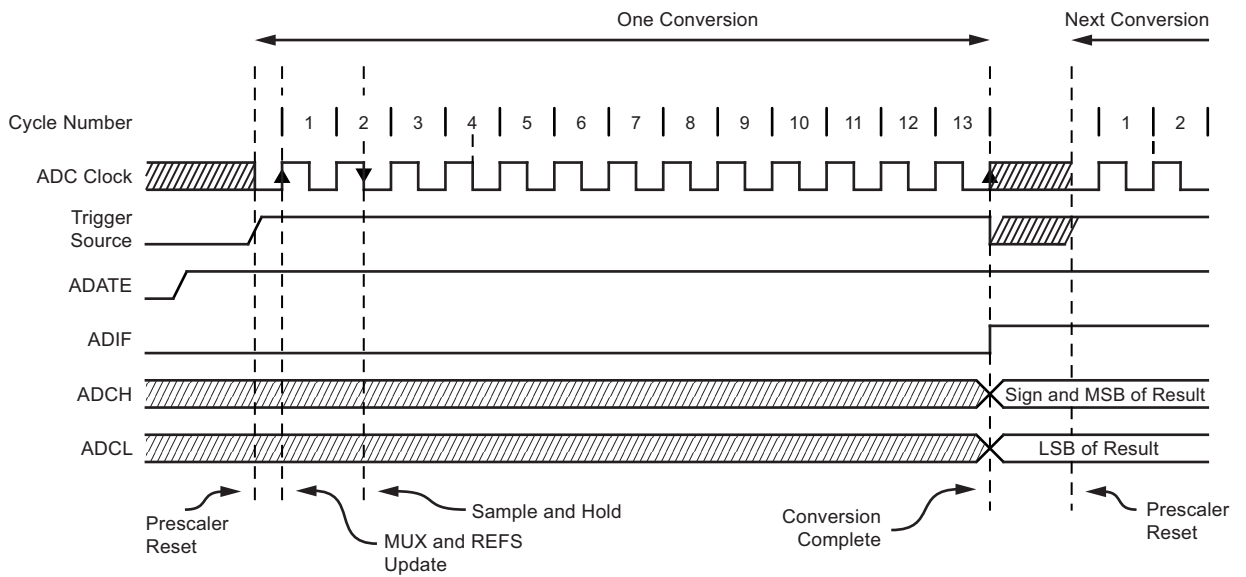 One Conversion
Next Conversion
Cycle Number
1 2 3 4 5 6 7 8 9 10 11 12 13 1 2
ADC Clock
Trigger
Source
ADATE
ADIF
ADCH
Sign and MSB of Result
ADCL
LSB of Result
Prescaler
Reset
MUX and REFS
Update
Sample and Hold
Conversion
Complete
Prescaler
Reset